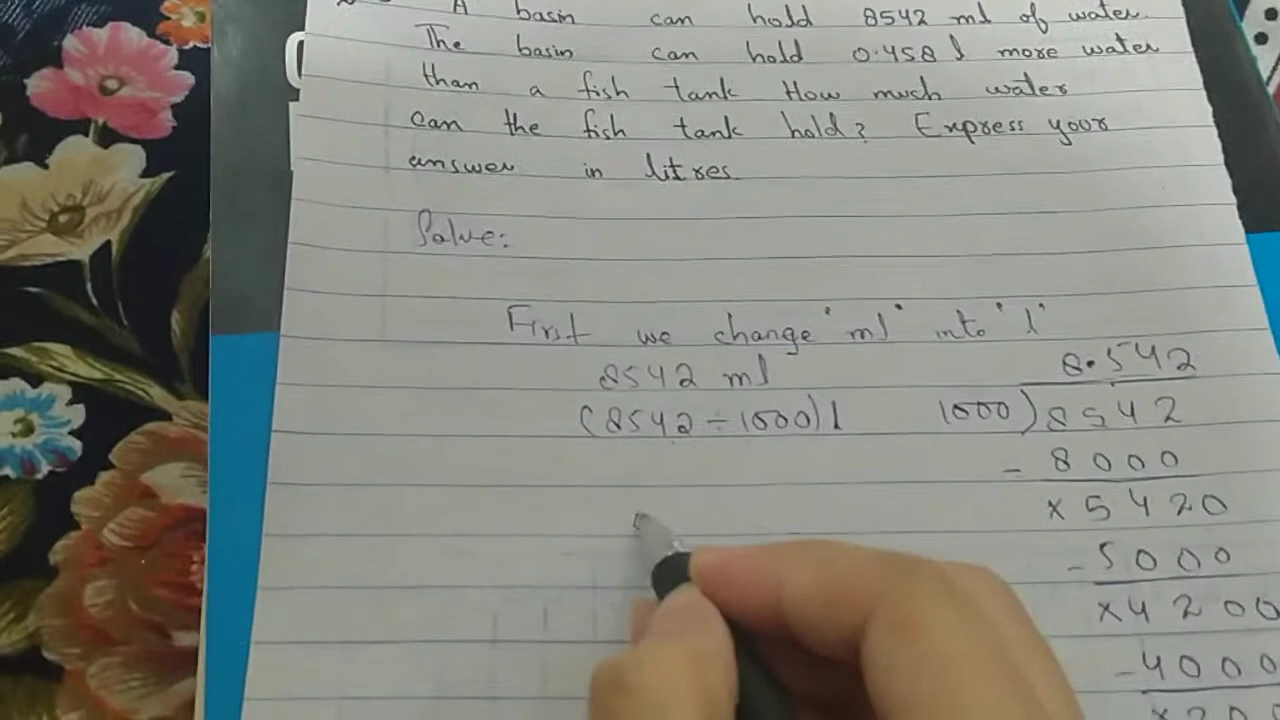 A basin can hold 8542 ml of water.
The basin can hold 0.458 l more water
than a fish tank How much water
can the fish tank hold? Express your
answer in litres
Solve:
First we change "ml" into "l"
8542 ml
(8542 ÷ 1000) l
8.542
1000)8542
- 8000
x5420
- 5000
x4200
- 4000